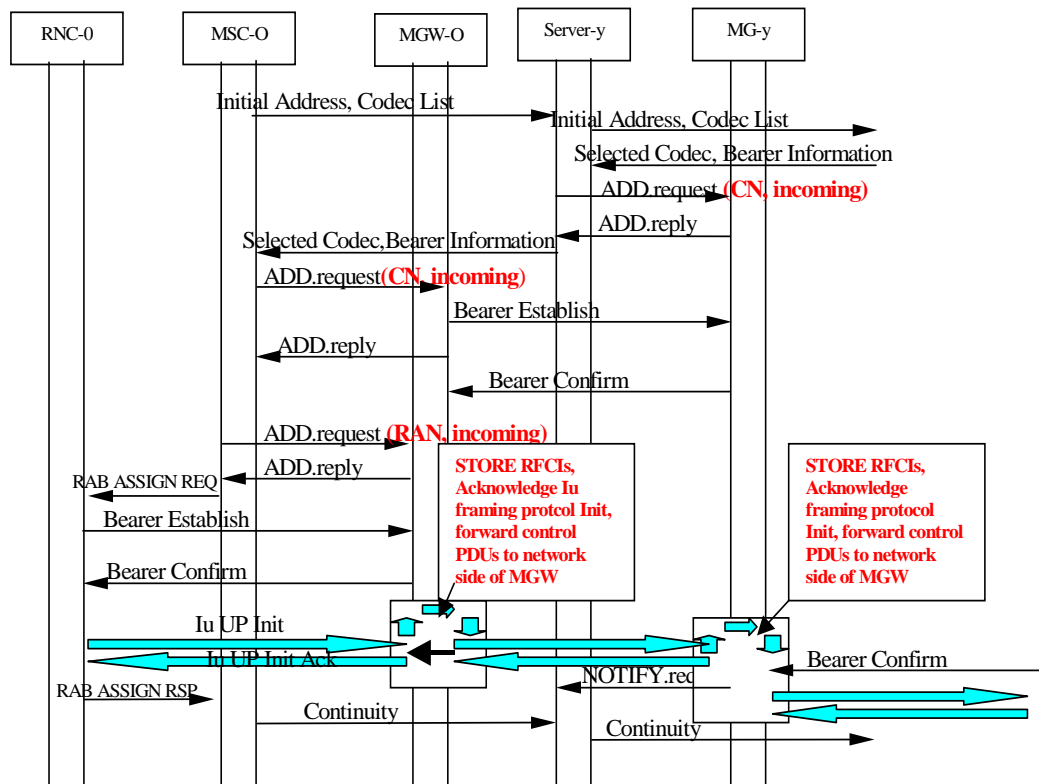 RNC-0
MSC-O
MGW-O
Server-y
MG-y
Initial Address, Codec List
Initial Address, Codec List
Selected Codec, Bearer Information
ADD.request (CN, incoming)
ADD.reply
Selected Codec,Bearer Information
ADD.request(CN, incoming)
Bearer Establish
ADD.reply
Bearer Confirm
ADD.request (RAN, incoming)
ADD.reply
RAB ASSIGN REQ
Bearer Establish
Bearer Confirm
STORE RFCIs,
Acknowledge Iu
framing protcol Init,
forward control
PDUs to network
side of MGW
STORE RFCIs,
Acknowledge
framing protocol
Init, forward control
PDUs to network
side of MGW
Iu UP Init
Iu UP Init Ack
Bearer Confirm
NOTIFY.req
RAB ASSIGN RSP
Continuity
Continuity